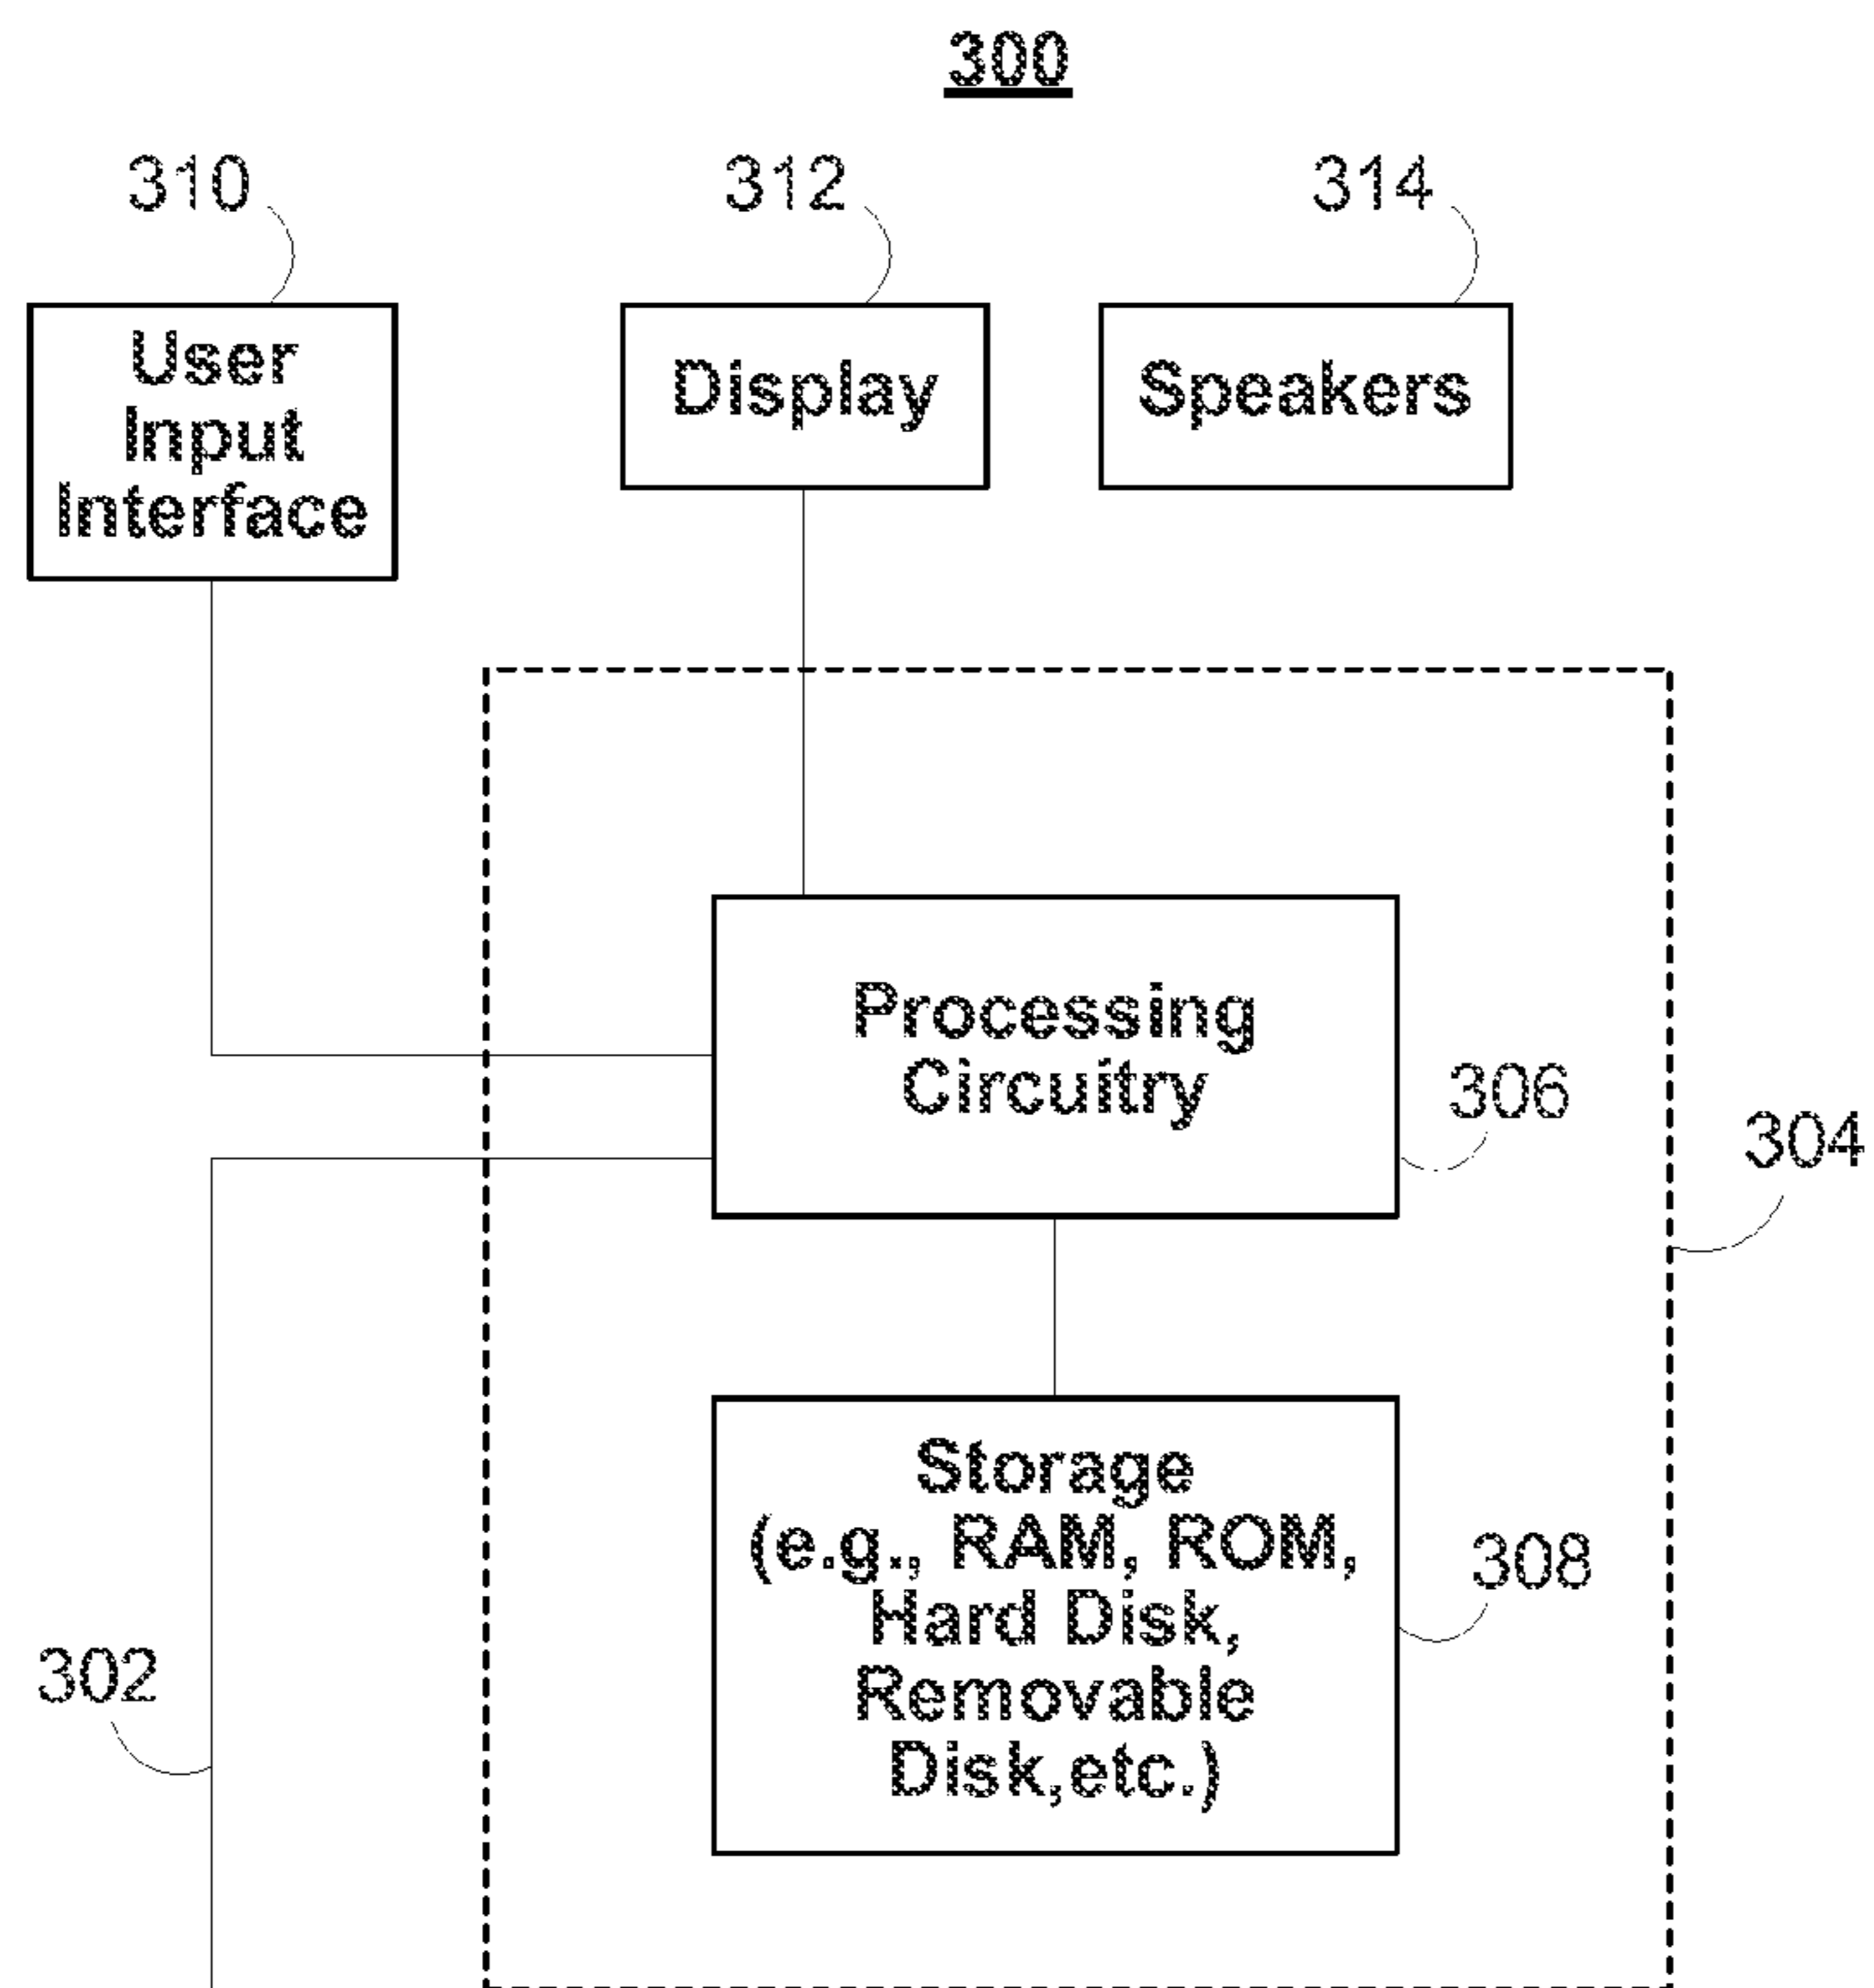 300
310
312
314
User
Input
Interface
Display
Speakers
Processing
Circuitry
306
304
Storage
(e.g., RAM, ROM,
Hard Disk,
Removable
Disk,etc.)
308
302